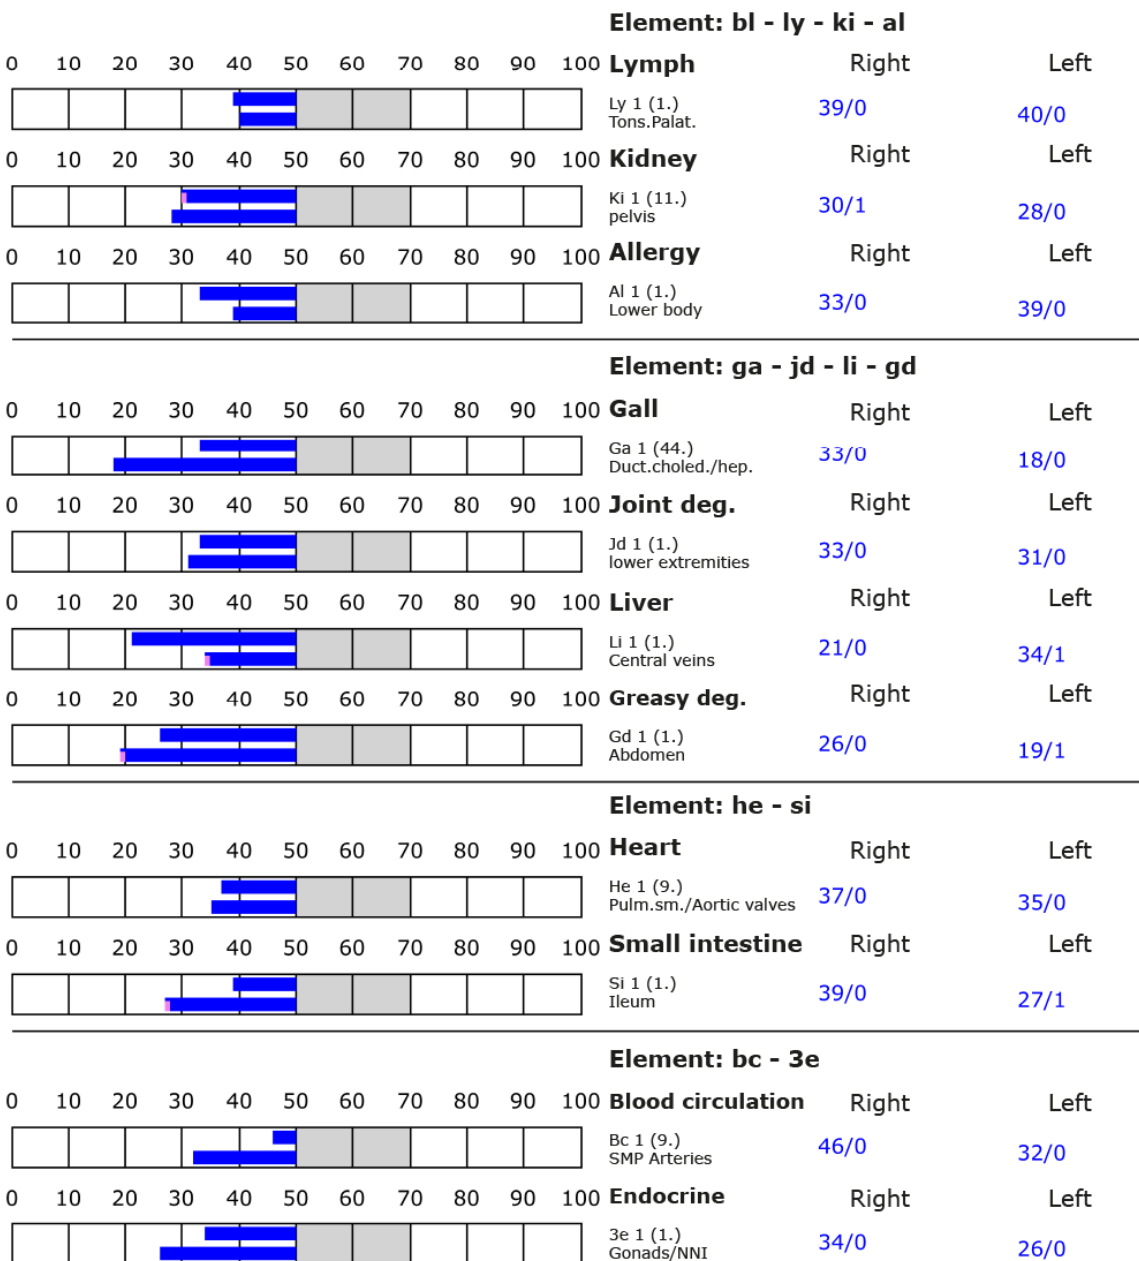 Element: bl - ly - ki - al
0 10 20 30 40 50 60 70 80 90 100 Lymph Right Left
Ly 1 (1.) 39/0 40/0
Tons.Palat.
0 10 20 30 40 50 60 70 80 90 100 Kidney Right Left
Ki 1 (11.) 30/1 28/0
pelvis
0 10 20 30 40 50 60 70 80 90 100 Allergy Right Left
Al 1 (1.) 33/0 39/0
Lower body
Element: ga - jd - li - gd
0 10 20 30 40 50 60 70 80 90 100 Gall Right Left
Ga 1 (44.) 33/0 18/0
Duct.choled./hep.
0 10 20 30 40 50 60 70 80 90 100 Joint deg. Right Left
Jd 1 (1.) 33/0 31/0
lower extremities
0 10 20 30 40 50 60 70 80 90 100 Liver Right Left
Li 1 (1.) 21/0 34/1
Central veins
0 10 20 30 40 50 60 70 80 90 100 Greasy deg. Right Left
Gd 1 (1.) 26/0 19/1
Abdomen
Element: he - si
0 10 20 30 40 50 60 70 80 90 100 Heart Right Left
He 1 (9.) 37/0 35/0
Pulm.sm./Aortic valves
0 10 20 30 40 50 60 70 80 90 100 Small intestine Right Left
Si 1 (1.) 39/0 27/1
Ileum
Element: bc - 3e
0 10 20 30 40 50 60 70 80 90 100 Blood circulation Right Left
Bc 1 (9.) 46/0 32/0
SMP Arteries
0 10 20 30 40 50 60 70 80 90 100 Endocrine Right Left
3e 1 (1.) 34/0 26/0
Gonads/NNI